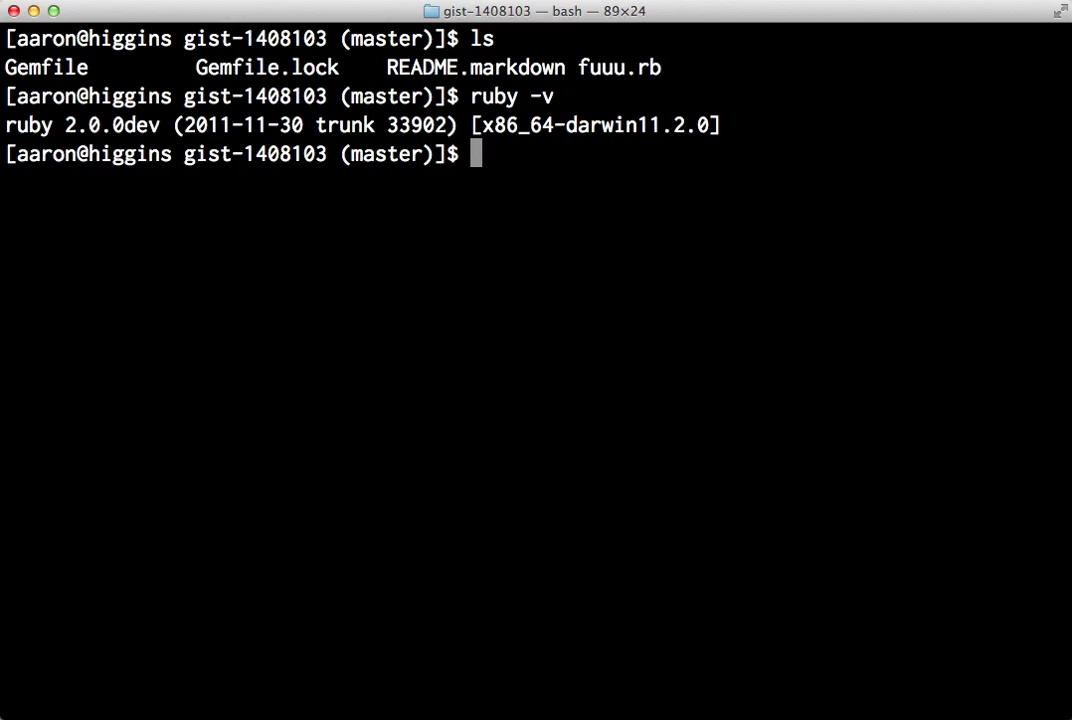 gist-1408103 — bash — 89×24
[aaron@higgins gist-1408103 (master)]$ ls
Gemfile Gemfile.lock README.markdown fuuu.rb
[aaron@higgins gist-1408103 (master)]$ ruby -v
ruby 2.0.0dev (2011-11-30 trunk 33902) [x86_64-darwin11.2.0]
[aaron@higgins gist-1408103 (master)]$